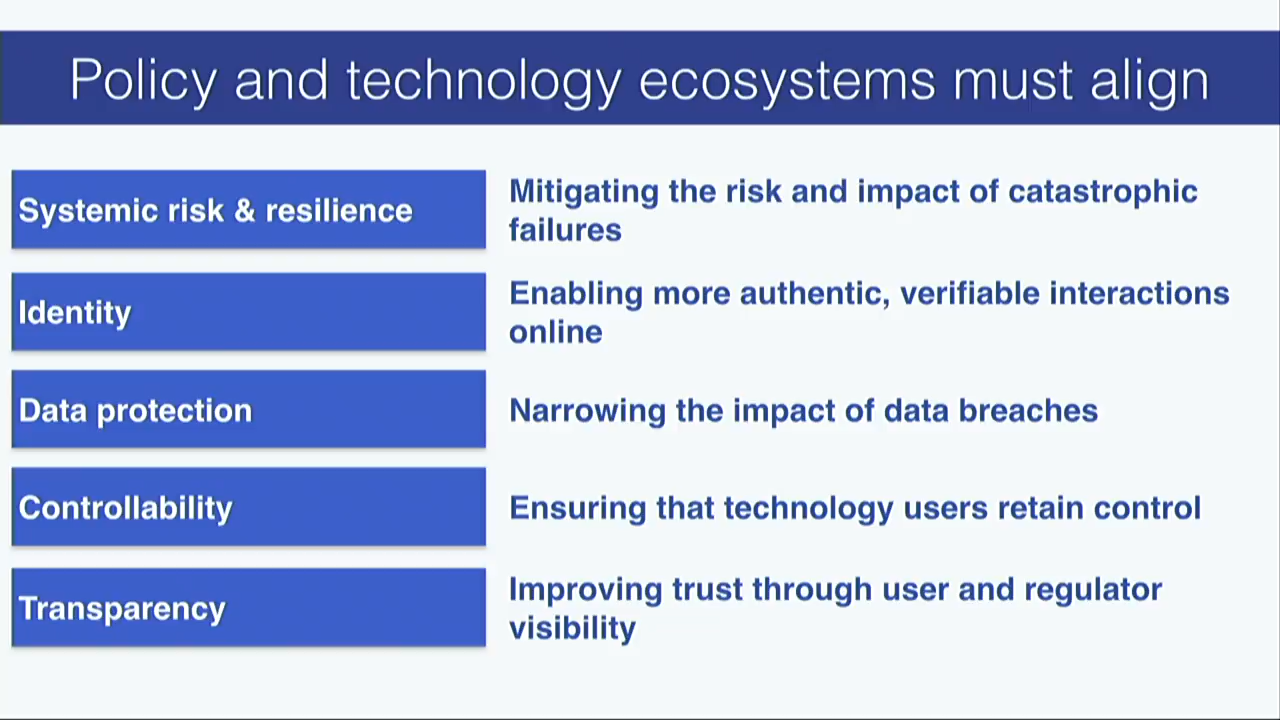 Policy and technology ecosystems must align
Systemic risk & resilience
Mitigating the risk and impact of catastrophic
failures
Identity
Enabling more authentic, verifiable interactions
online
Data protection
Narrowing the impact of data breaches
Controllability
Ensuring that technology users retain control
Transparency
Improving trust through user and regulator
visibility